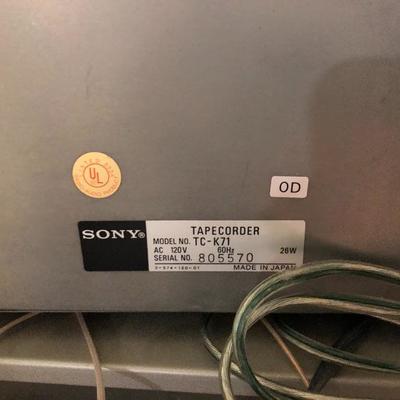 UL
OD
SONY®
TAPECORDER
MODEL NO. TC-K71
AC 120V 60Hz 26W
SERIAL NO. 805570
MADE IN JAPAN